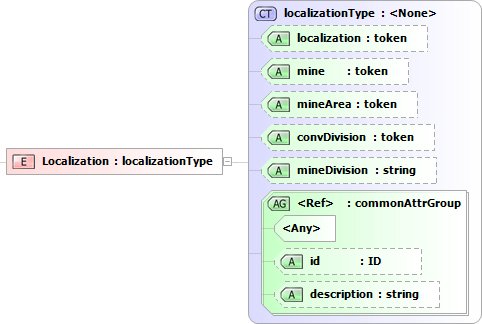 CT localizationType : <None>
A localization : token
A mine : token
A mineArea : token
A convDivision : token
E Localization : localizationType
A mineDivision : string
AG <Ref> : commonAttrGroup
<Any>
A id : ID
A description : string